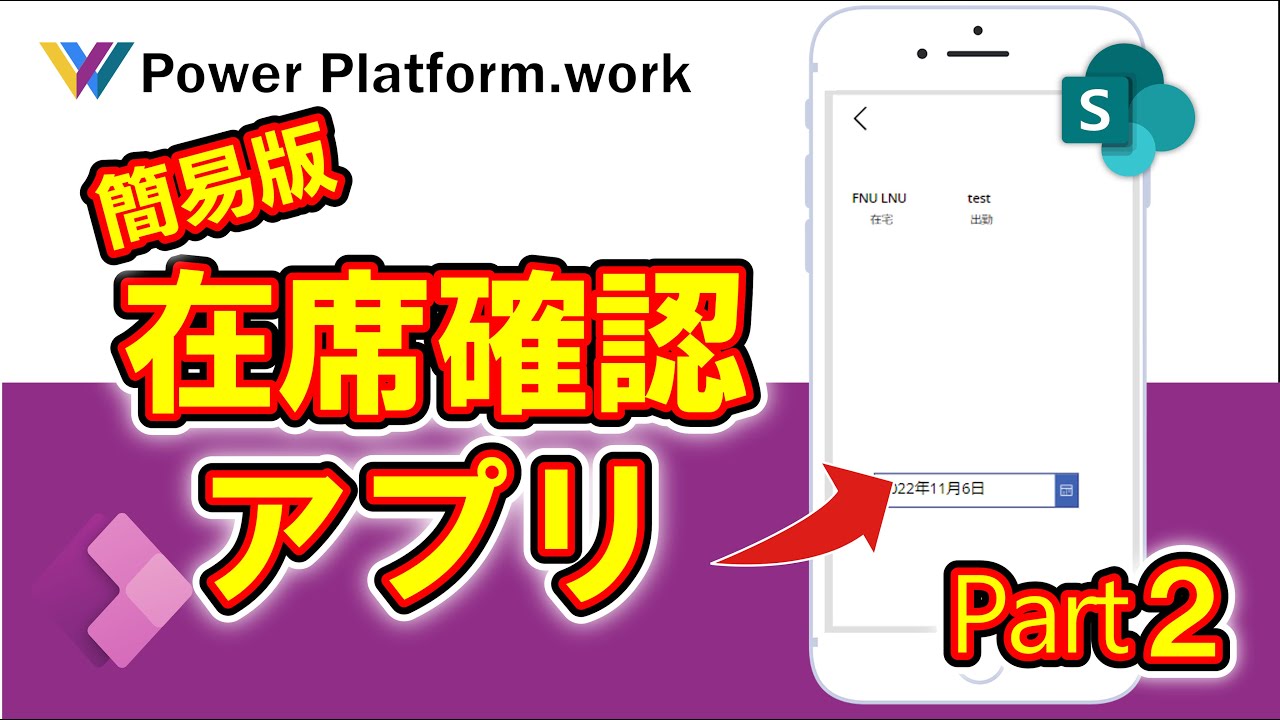 Power Platform.work
簡易版
在席確認
アプリ
S
FNU LNU
test
在宅
出勤
022年11月6日
Part2